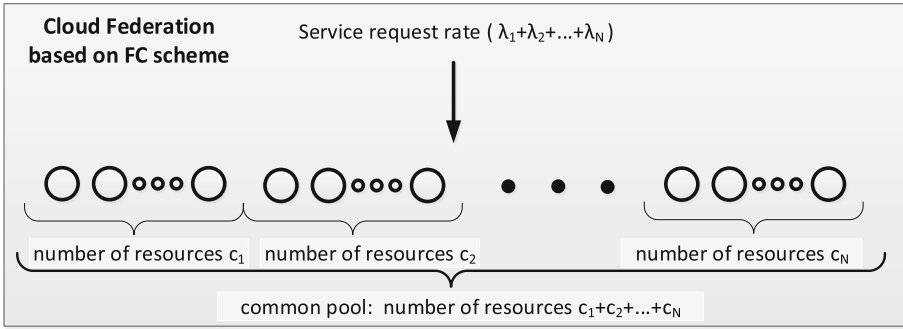 Cloud Federation
based on FC scheme
Service request rate ( λ₁+λ₂+...+λN)
number of resources c₁
number of resources c₂
number of resources cN
common pool: number of resources c₁+c₂+...+cN